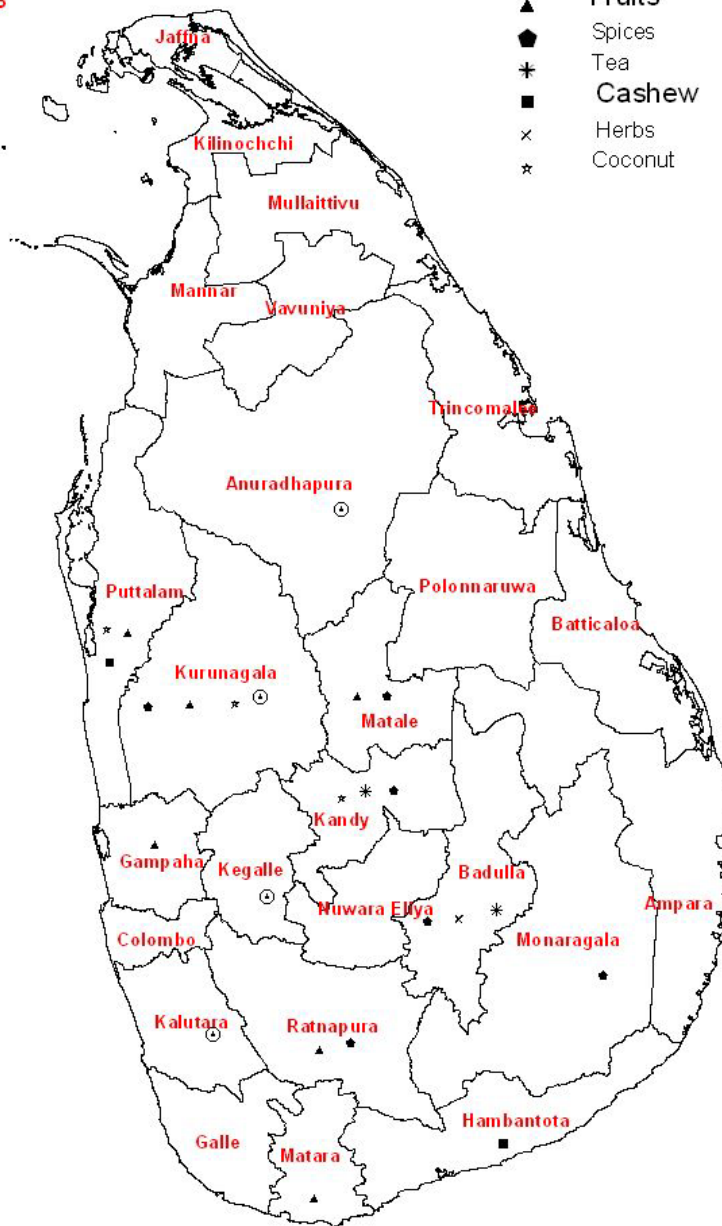 Fruits
Spices
Tea
Cashew
Herbs
Coconut
Jaffna
Kilinochchi
Mullaittivu
Mannar
Vavuniya
Trincomalee
Anuradhapura
Puttalam
Polonnaruwa
Batticaloa
Kurunagala
Matale
Kandy
Gampaha
Kegalle
Badulla
Nuwara Eliya
Ampara
Colombo
Monaragala
Kalutara
Ratnapura
Hambantota
Galle
Matara